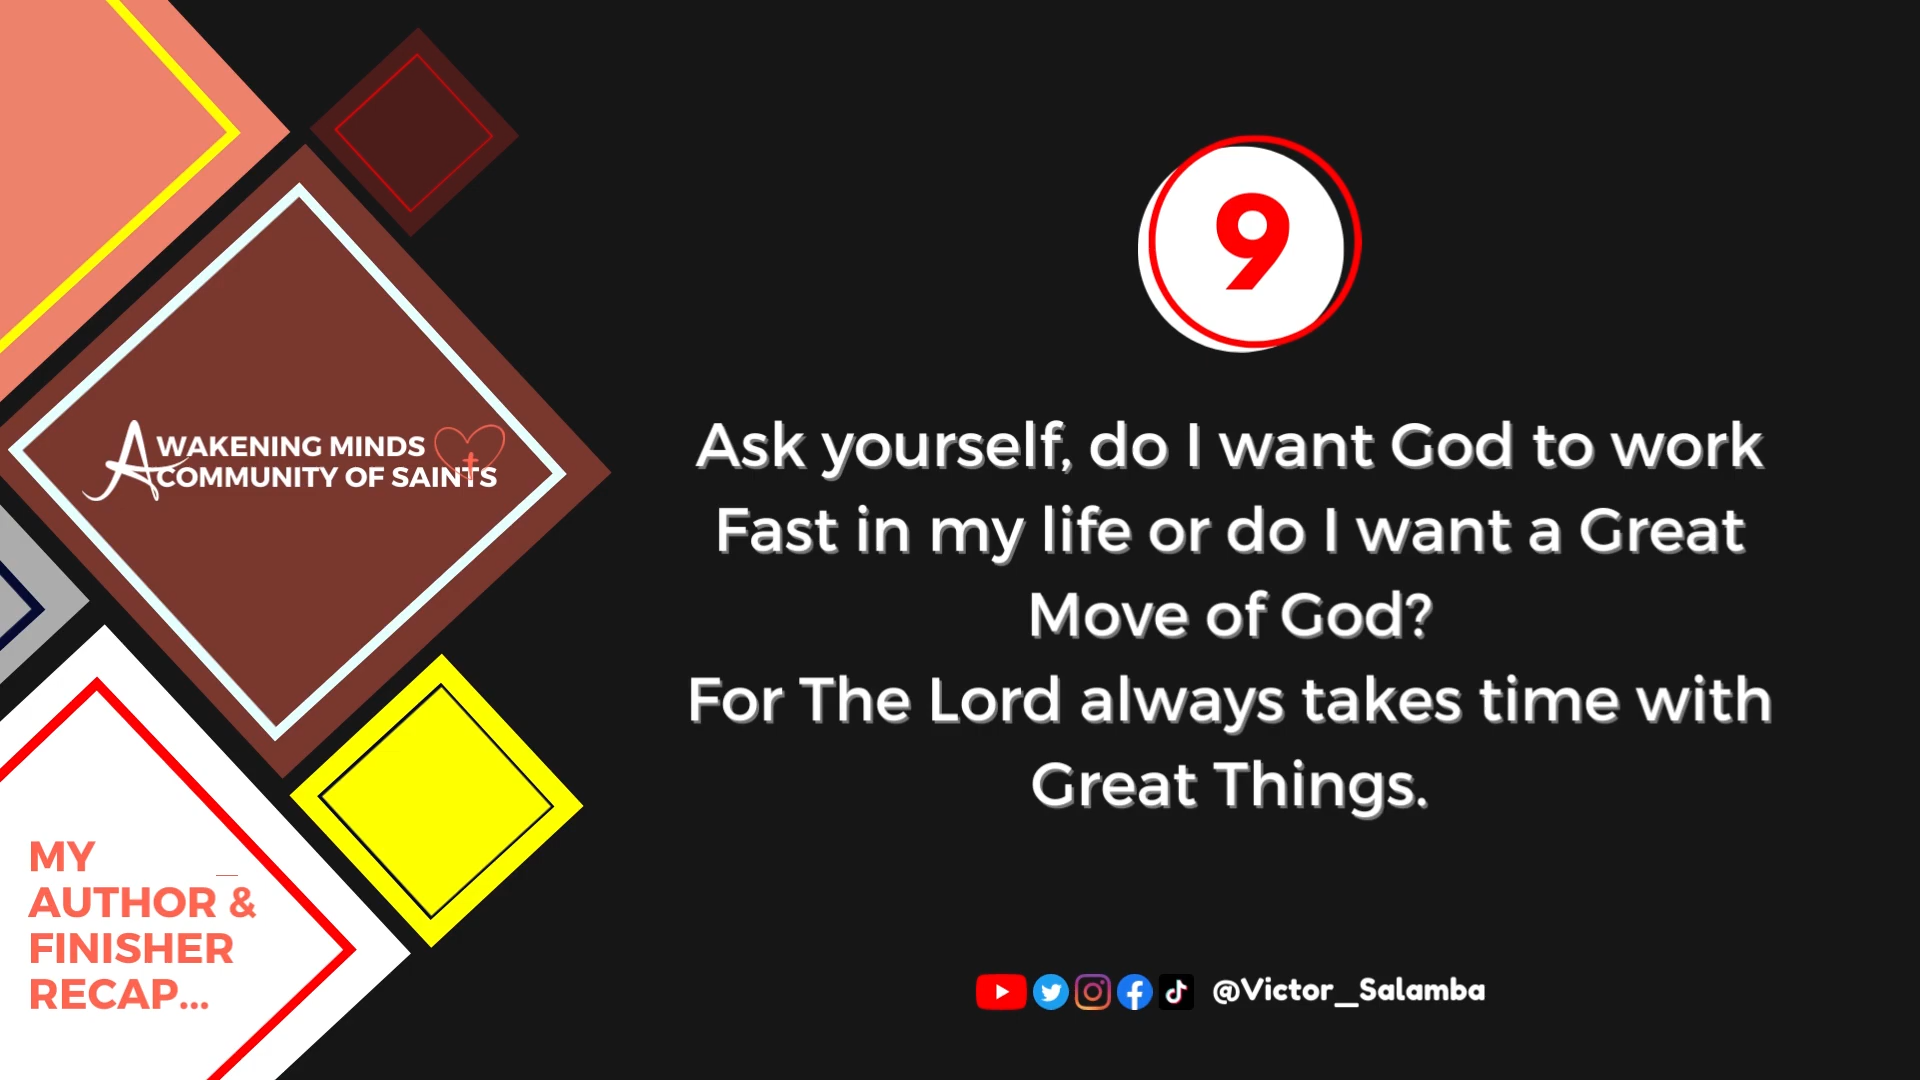 AWAKENING MINDS
COMMUNITY OF SAINTS
MY
AUTHOR &
FINISHER
RECAP...
9
Ask yourself, do I want God to work
Fast in my life or do I want a Great
Move of God?
For The Lord always takes time with
Great Things.
@Victor_Salamba